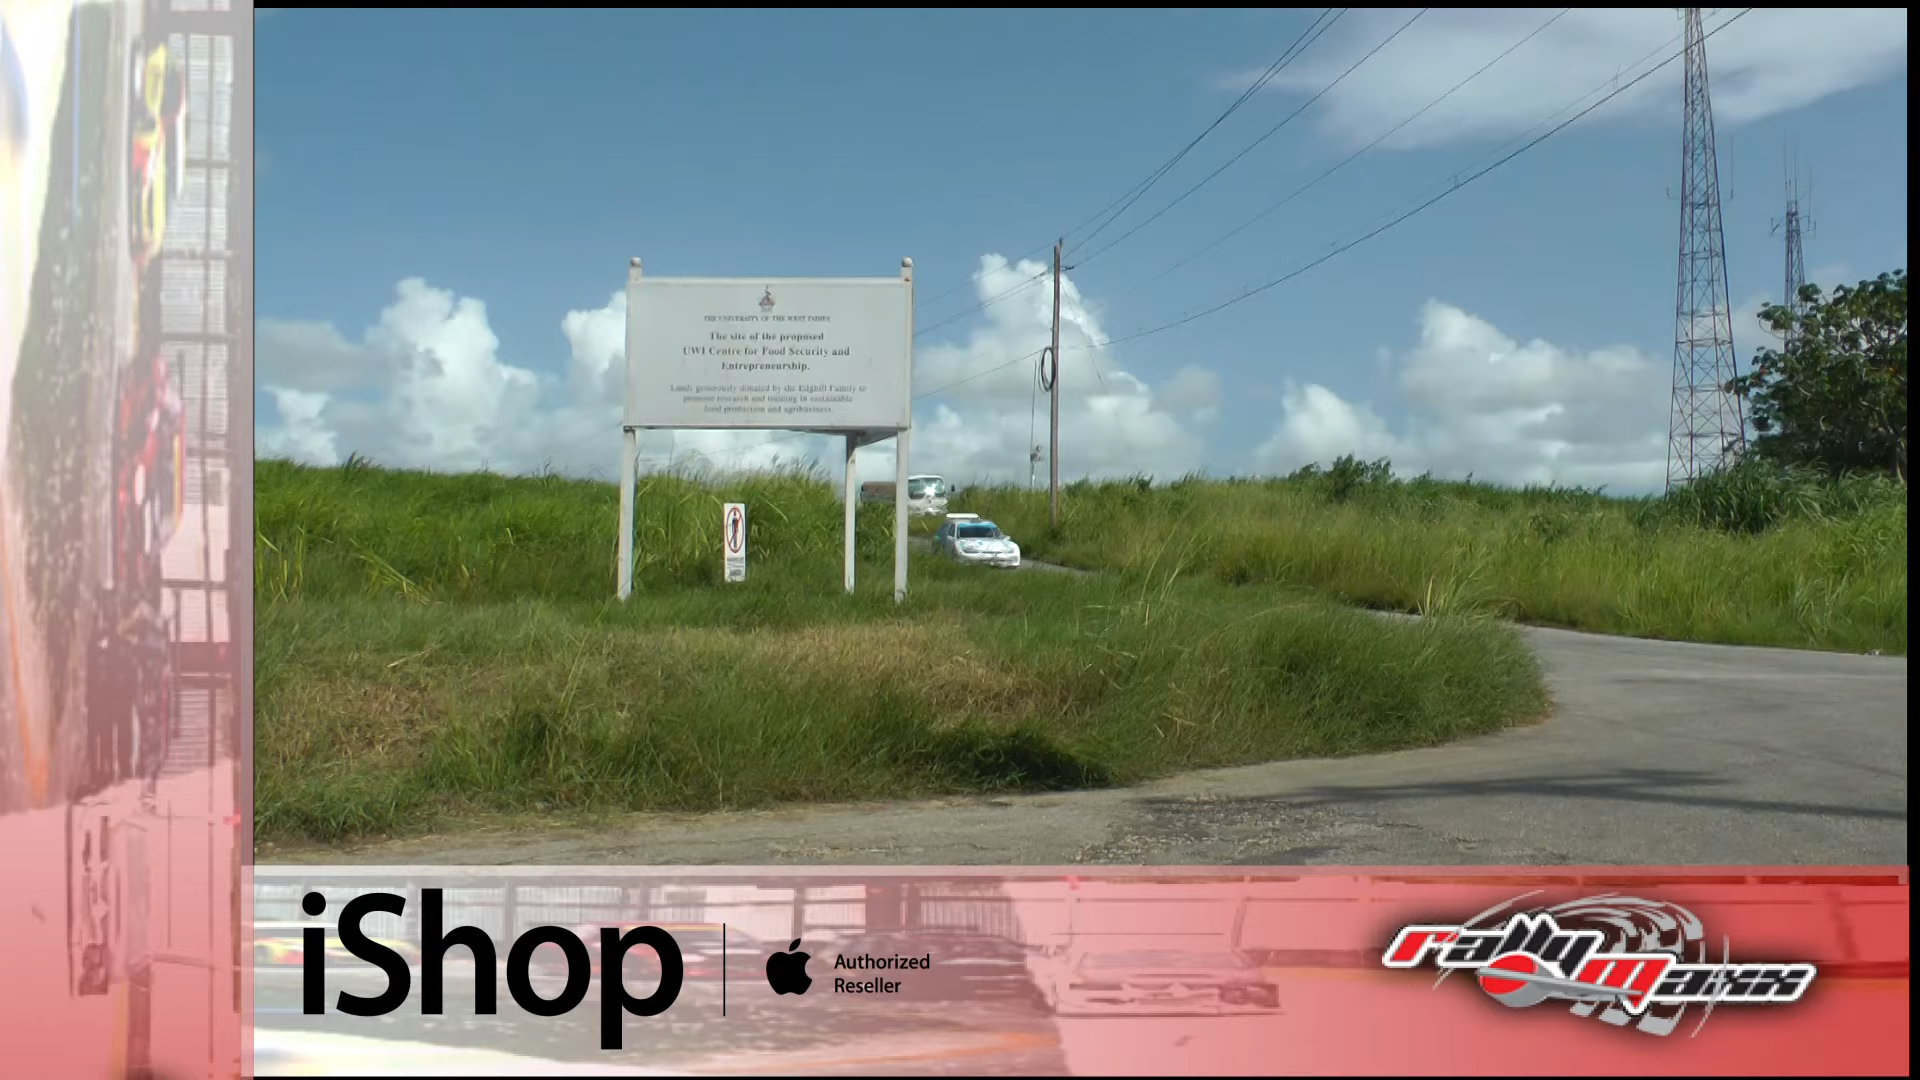 THE UNIVERSITY OF THE WEST INDIES
The site of the proposed
UWI Centre for Food Security and
Entrepreneurship.
Lands generously donated by the Edghill Family to
promote research and training in sustainable
food production and agribusiness.
iShop
Authorized
Reseller
rally maxx